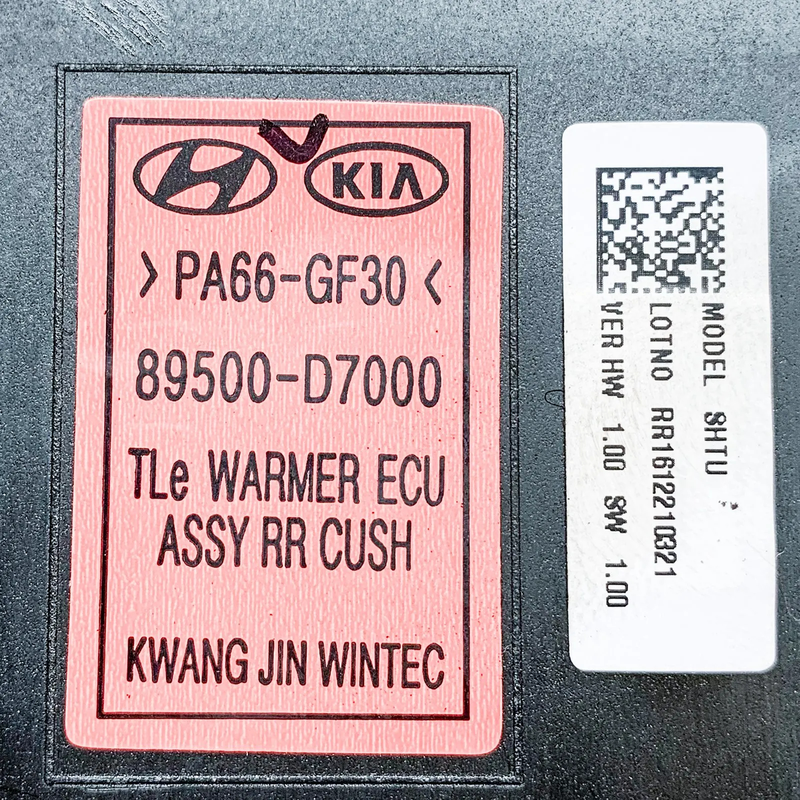 KIA
>PA66-GF30<
89500-D7000
TLe WARMER ECU
ASSY RR CUSH
KWANG JIN WINTEC
MODEL SHTU
LOTNO RR1612210321
VER HW 1.00 SW 1.00